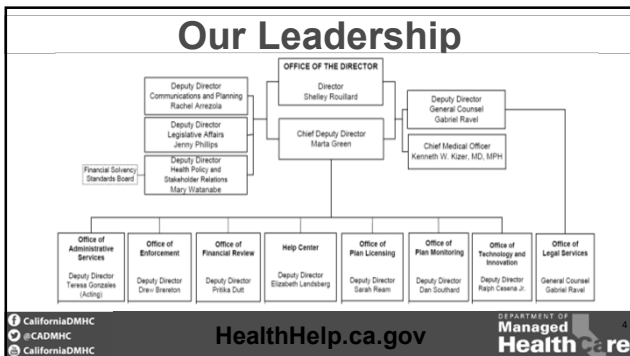 Our Leadership
OFFICE OF THE DIRECTOR
Director
Shelley Rouillard
Chief Deputy Director
Marta Green
Deputy Director
Communications and Planning
Rachel Arrezola
Deputy Director
Legislative Affairs
Jenny Phillips
Financial Solvency
Standards Board
Deputy Director
Health Policy and
Stakeholder Relations
Mary Watanabe
Deputy Director
General Counsel
Gabriel Ravel
Chief Medical Officer
Kenneth W. Kizer, MD, MPH
Office of
Administrative
Services
Deputy Director
Teresa Gonzales
(Acting)
Office of
Enforcement
Deputy Director
Drew Brereton
Office of
Financial Review
Deputy Director
Pritika Dutt
Help Center
Deputy Director
Elizabeth Landsberg
Office of
Plan Licensing
Deputy Director
Sarah Ream
Office of
Plan Monitoring
Deputy Director
Dan Southard
Office of
Technology and
Innovation
Deputy Director
Ralph Cesena Jr.
Office of
Legal Services
General Counsel
Gabriel Ravel
CaliforniaDMHC
@CADMHC
CaliforniaDMHC
HealthHelp.ca.gov
DEPARTMENT OF
Managed
Health Care
4